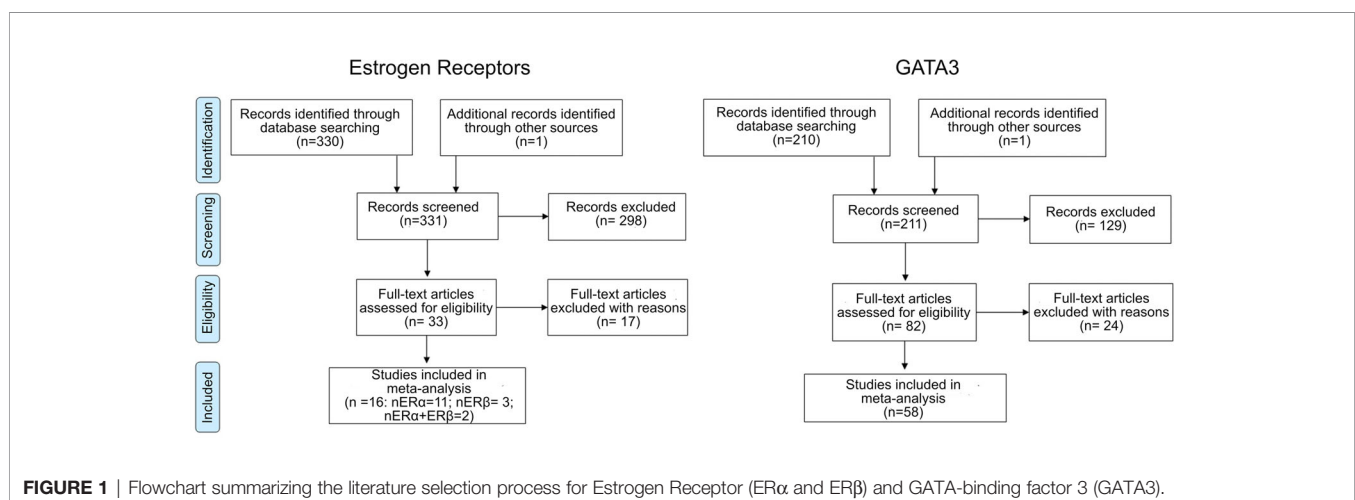 Estrogen Receptors
GATA3
Identification
Records identified through
database searching
(n=330)
Additional records identified
through other sources
(n=1)
Records identified through
database searching
(n=210)
Additional records identified
through other sources
(n=1)
Screening
Records screened
(n=331)
Records excluded
(n= 298)
Records screened
(n=211)
Records excluded
(n= 129)
Eligibility
Full-text articles
assessed for eligibility
(n= 33)
Full-text articles
excluded with reasons
(n= 17)
Full-text articles
assessed for eligibility
(n= 82)
Full-text articles
excluded with reasons
(n= 24)
Included
Studies included in
meta-analysis
(n =16: nERα=11; nERβ= 3;
nERα+ERβ=2)
Studies included in
meta-analysis
(n=58)
FIGURE 1 | Flowchart summarizing the literature selection process for Estrogen Receptor (ERα and ERβ) and GATA-binding factor 3 (GATA3).